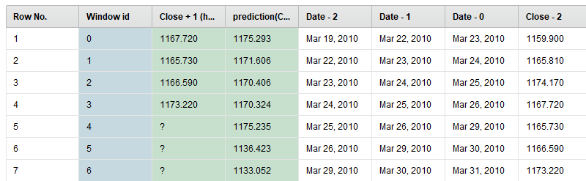 Row No. Window id Close + 1 (h... prediction(C... Date - 2 Date - 1 Date - 0 Close - 2
1 0 1167.720 1175.293 Mar 19, 2010 Mar 22, 2010 Mar 23, 2010 1159.900
2 1 1165.730 1171.606 Mar 22, 2010 Mar 23, 2010 Mar 24, 2010 1165.810
3 2 1166.590 1170.406 Mar 23, 2010 Mar 24, 2010 Mar 25, 2010 1174.170
4 3 1173.220 1170.324 Mar 24, 2010 Mar 25, 2010 Mar 26, 2010 1167.720
5 4 ? 1175.235 Mar 25, 2010 Mar 26, 2010 Mar 29, 2010 1165.730
6 5 ? 1136.423 Mar 26, 2010 Mar 29, 2010 Mar 30, 2010 1166.590
7 6 ? 1133.052 Mar 29, 2010 Mar 30, 2010 Mar 31, 2010 1173.220